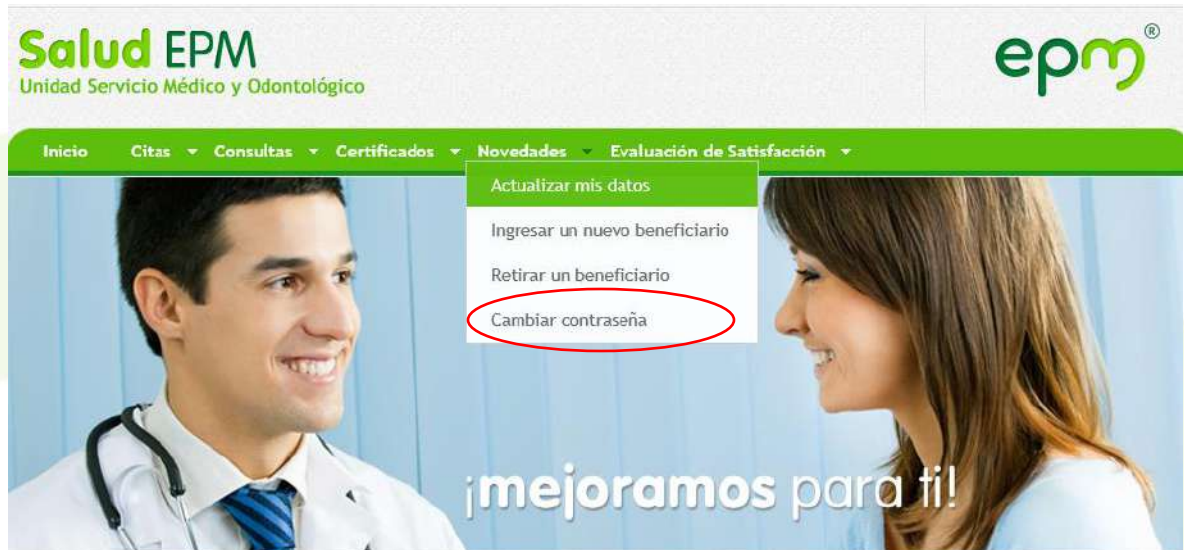 Salud EPM
Unidad Servicio Médico y Odontológico
epm®
Inicio Citas Consultas Certificados Novedades Evaluación de Satisfacción
Actualizar mis datos
Ingresar un nuevo beneficiario
Retirar un beneficiario
Cambiar contraseña
¡mejoramos para ti!